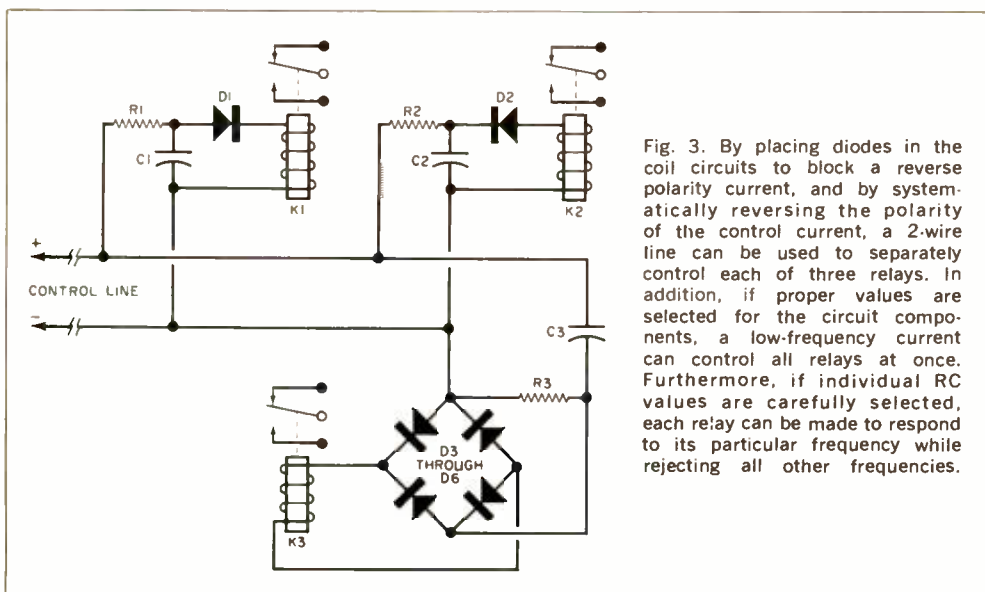 R1
D1
C1
K1
R2
D2
C2
K2
+
CONTROL LINE
-
C3
R3
D3
THROUGH
D6
K3
Fig. 3. By placing diodes in the
coil circuits to block a reverse
polarity current, and by system-
atically reversing the polarity
of the control current, a 2-wire
line can be used to separately
control each of three relays. In
addition, if proper values are
selected for the circuit compo-
nents, a low-frequency current
can control all relays at once.
Furthermore, if individual RC
values are carefully selected,
each relay can be made to respond
to its particular frequency while
rejecting all other frequencies.